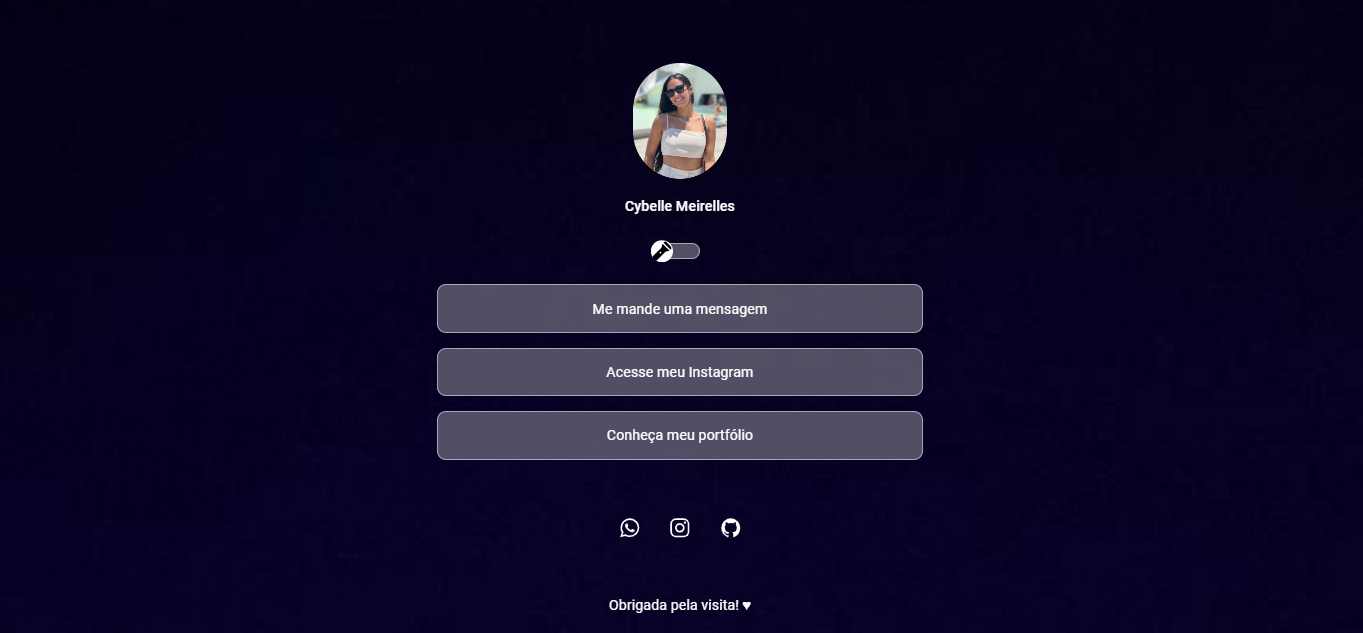 Cybelle Meirelles
Me mande uma mensagem
Acesse meu Instagram
Conheça meu portfólio
Obrigada pela visita! ♥